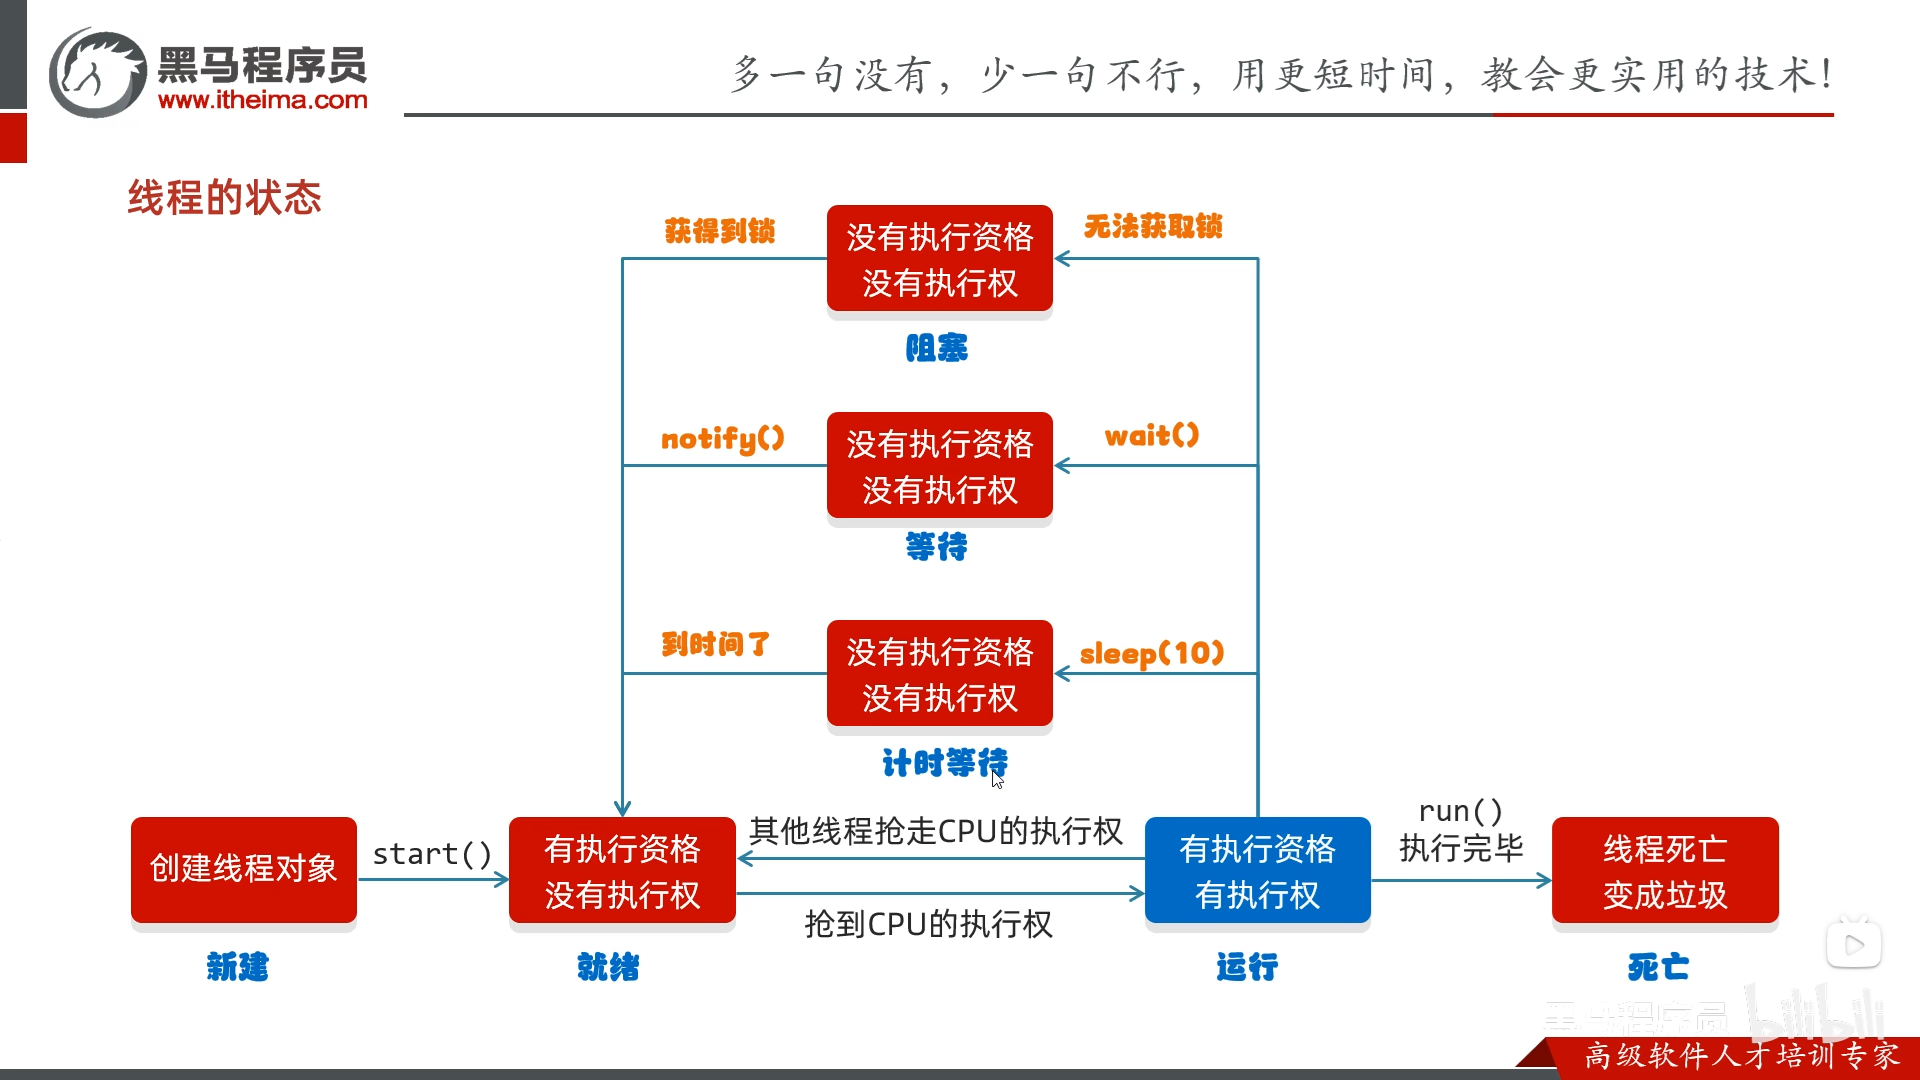 黑马程序员
www.itheima.com
多一句没有，少一句不行，用更短时间，教会更实用的技术！
线程的状态
获得到锁
没有执行资格
没有执行权
无法获取锁
阻塞
notify()
没有执行资格
没有执行权
wait()
等待
到时间了
没有执行资格
没有执行权
sleep(10)
计时等待
创建线程对象
start()
有执行资格
没有执行权
其他线程抢走CPU的执行权
抢到CPU的执行权
有执行资格
有执行权
run()
执行完毕
线程死亡
变成垃圾
新建
就绪
运行
死亡
黑马程序员
bilibili
高级软件人才培训专家